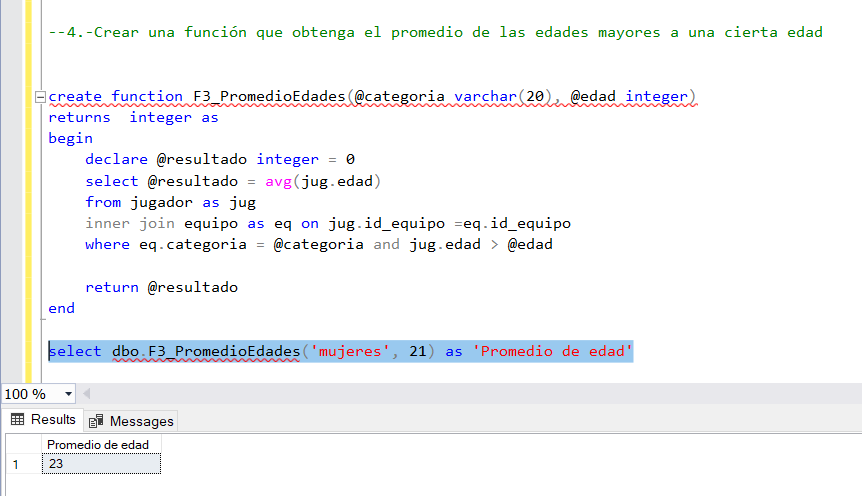 --4.-Crear una función que obtenga el promedio de las edades mayores a una cierta edad
create function F3_PromedioEdades(@categoria varchar(20), @edad integer)
returns  integer as
begin
    declare @resultado integer = 0
    select @resultado = avg(jug.edad)
    from jugador as jug
    inner join equipo as eq on jug.id_equipo =eq.id_equipo
    where eq.categoria = @categoria and jug.edad > @edad
    return @resultado
end
select dbo.F3_PromedioEdades('mujeres', 21) as 'Promedio de edad'
100 %
Results Messages
Promedio de edad
1 23